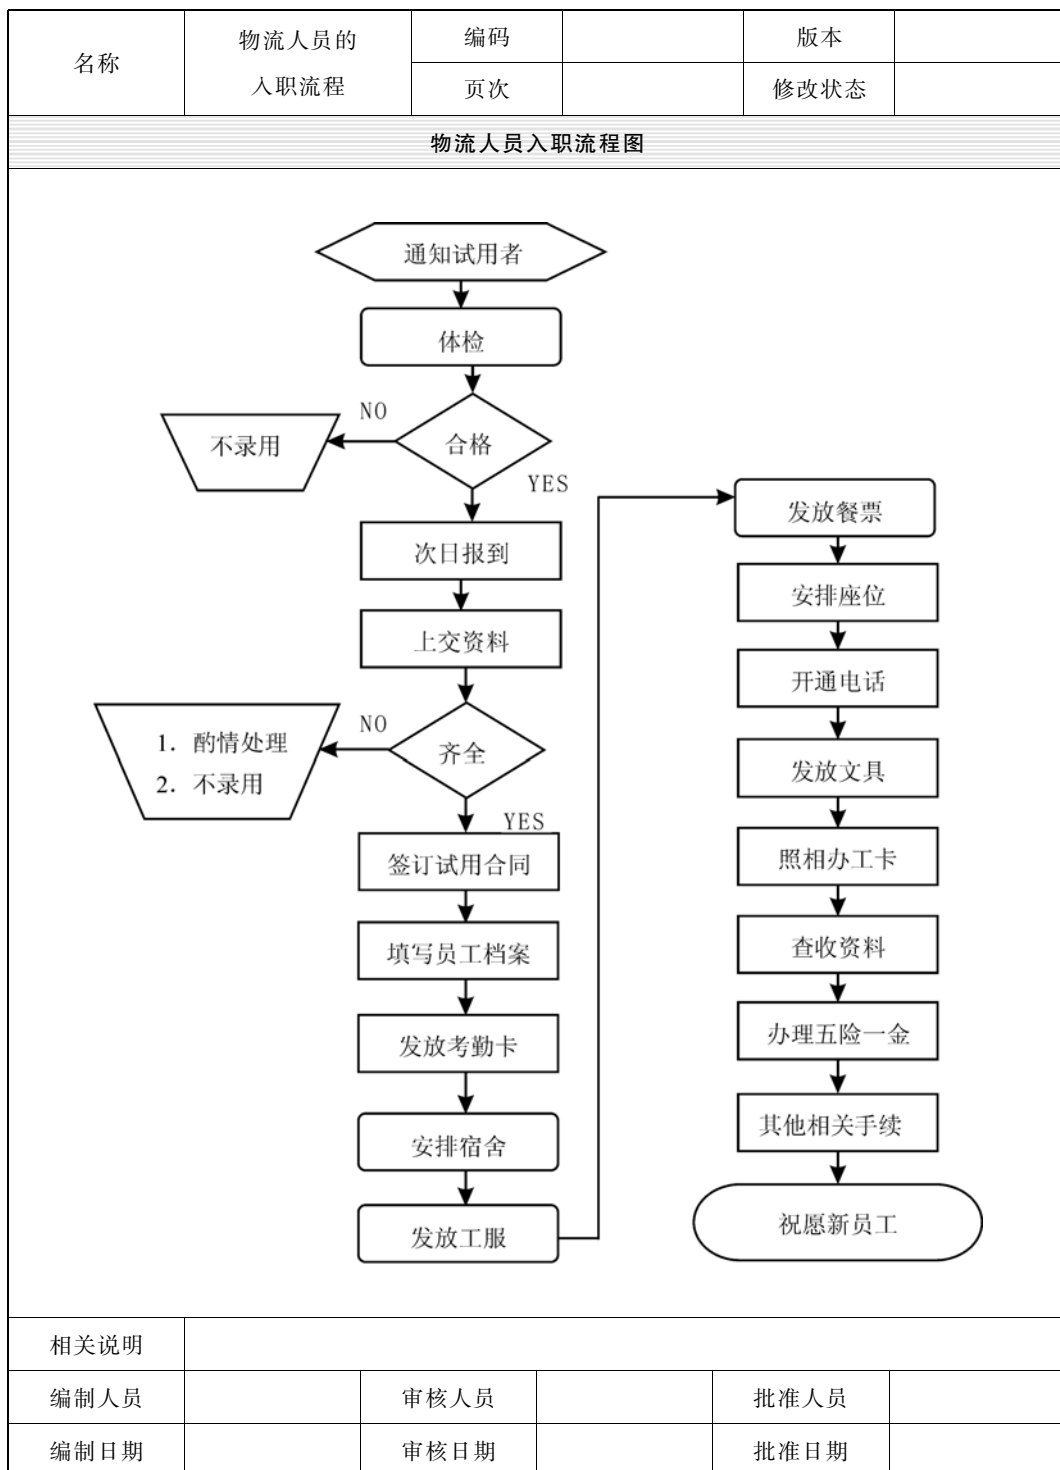 名称
物流人员的
入职流程
编码
版本
页次
修改状态
物流人员入职流程图
通知试用者
体检
合格
NO
不录用
YES
次日报到
上交资料
齐全
NO
1. 酌情处理
2. 不录用
YES
签订试用合同
填写员工档案
发放考勤卡
安排宿舍
发放工服
发放餐票
安排座位
开通电话
发放文具
照相办工卡
查收资料
办理五险一金
其他相关手续
祝愿新员工
相关说明
编制人员
审核人员
批准人员
编制日期
审核日期
批准日期